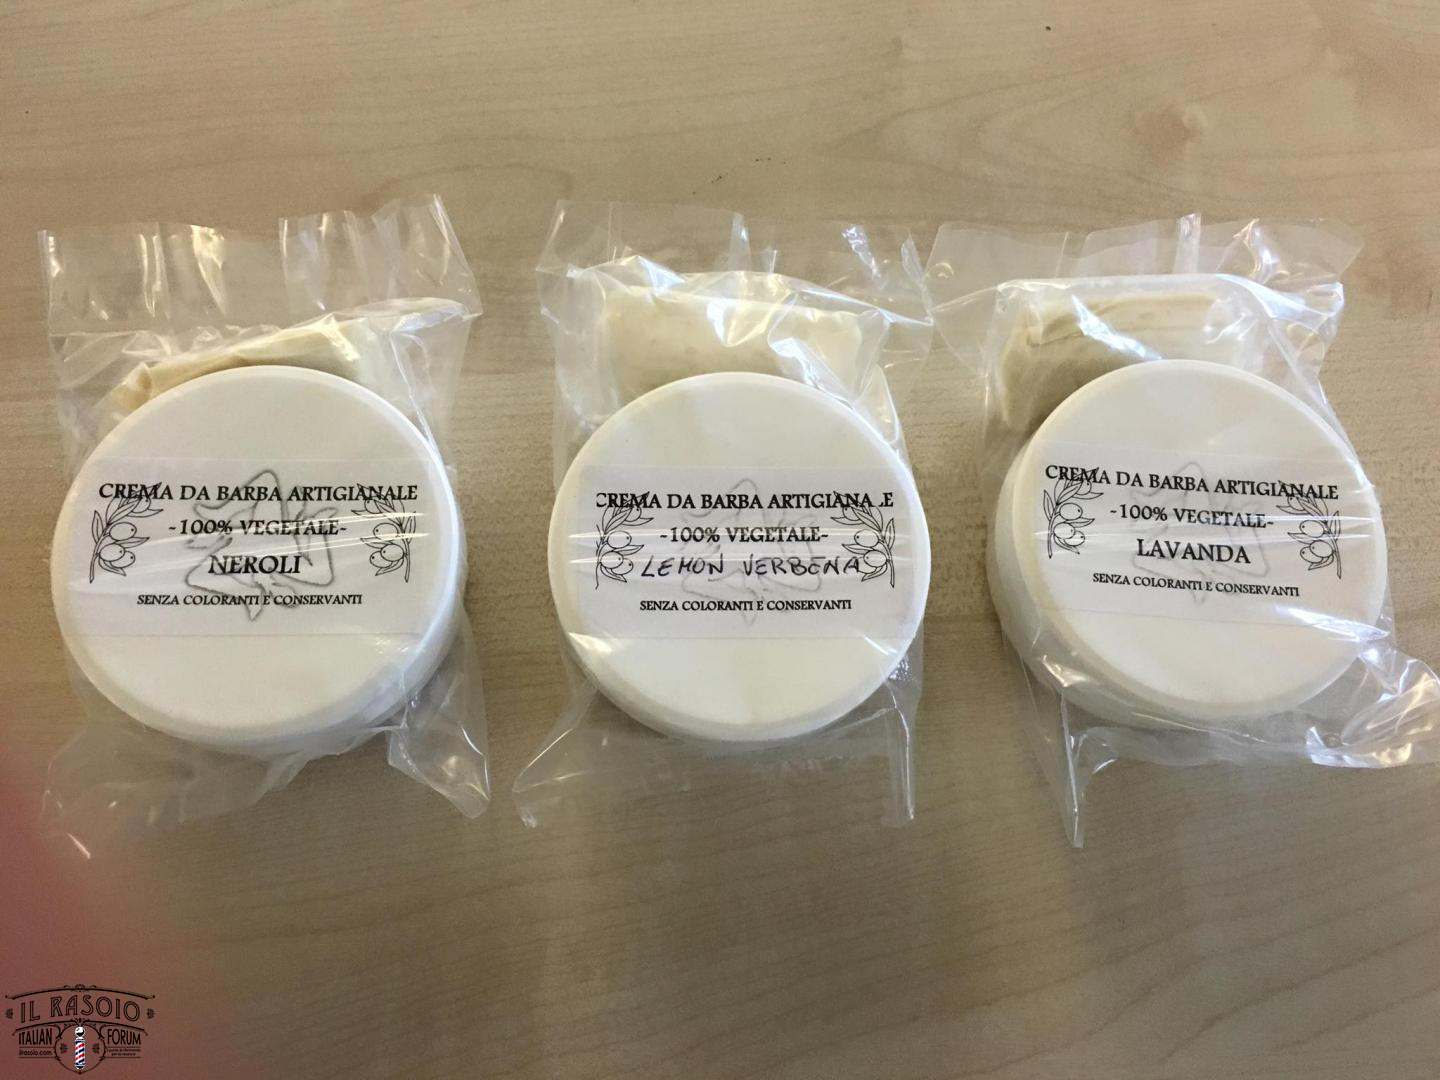 CREMA DA BARBA ARTIGIANALE
-100% VEGETALE-
NEROLI
SENZA COLORANTI E CONSERVANTI
CREMA DA BARBA ARTIGIANALE
-100% VEGETALE-
LEMON VERBENA
SENZA COLORANTI E CONSERVANTI
CREMA DA BARBA ARTIGIANALE
-100% VEGETALE-
LAVANDA
SENZA COLORANTI E CONSERVANTI
IL RASOIO
ITALIAN FORUM
ilrasoio.com